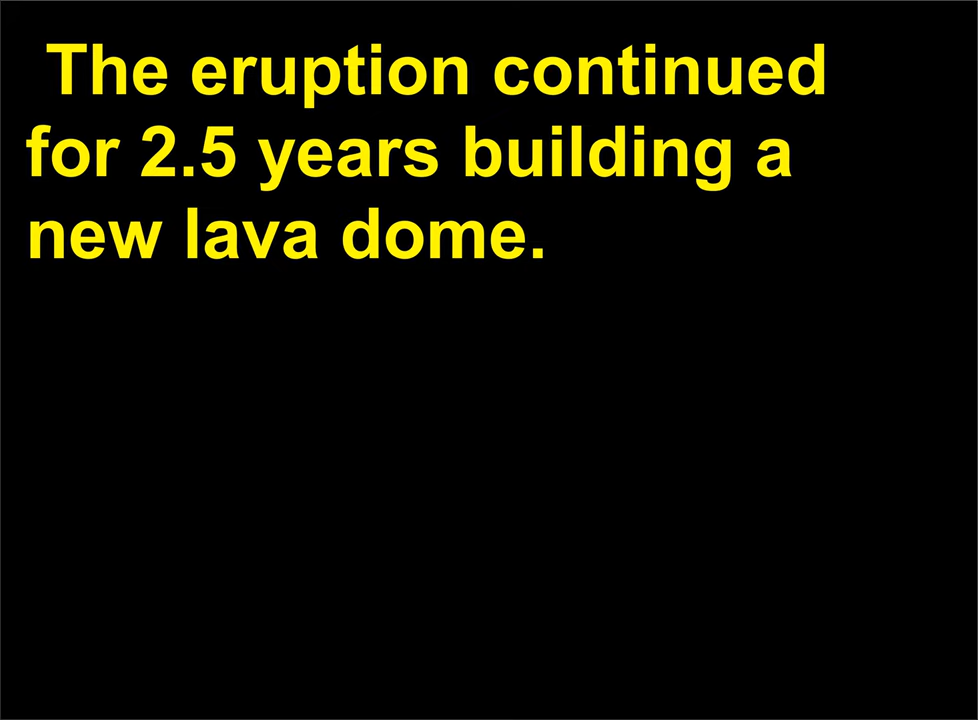 The eruption continued
for 2.5 years building a
new lava dome.